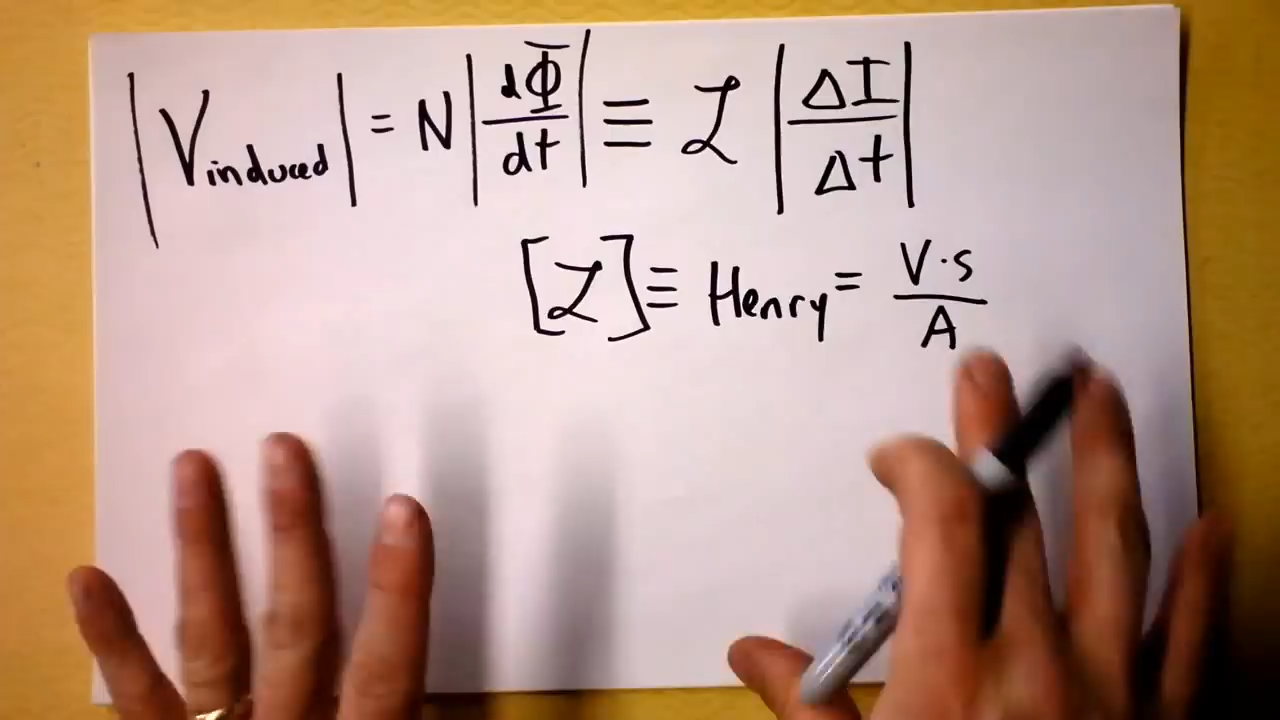 |V induced| = N |dΦ/dt| ≡ L |ΔI/Δt|
[L] ≡ Henry = V·s/A